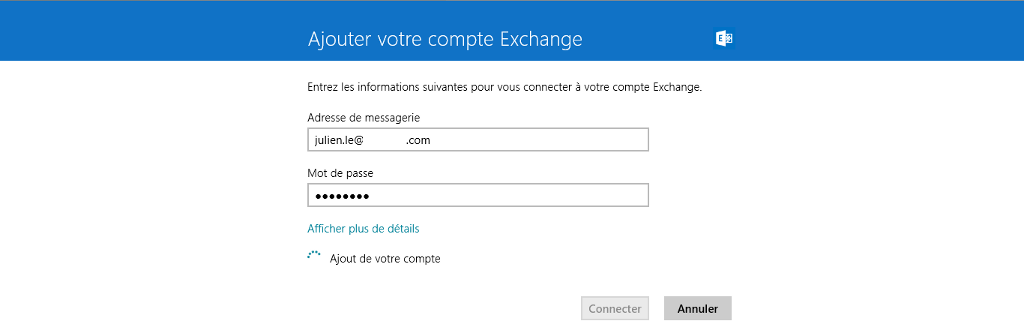 Ajouter votre compte Exchange
Entrez les informations suivantes pour vous connecter à votre compte Exchange.
Adresse de messagerie
julien.le@ .com
Mot de passe
••••••••
Afficher plus de détails
Ajout de votre compte
Connecter Annuler